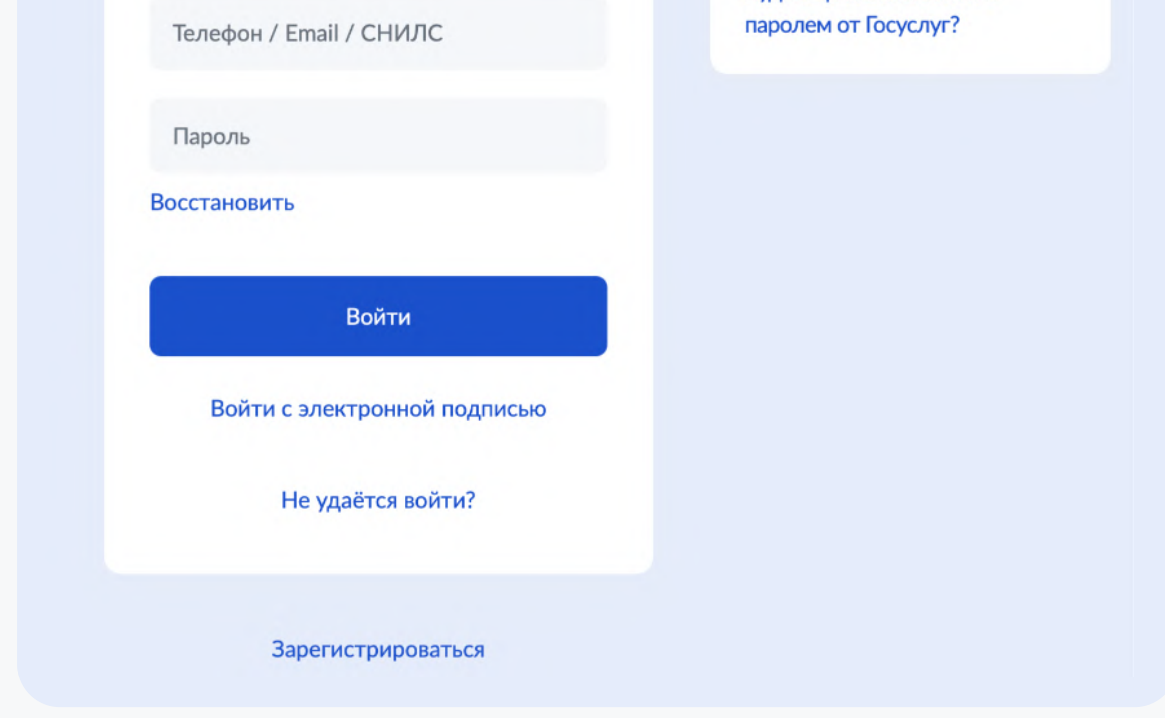 Телефон / Email / СНИЛС
паролем от Госуслуг?
Пароль
Восстановить
Войти
Войти с электронной подписью
Не удаётся войти?
Зарегистрироваться